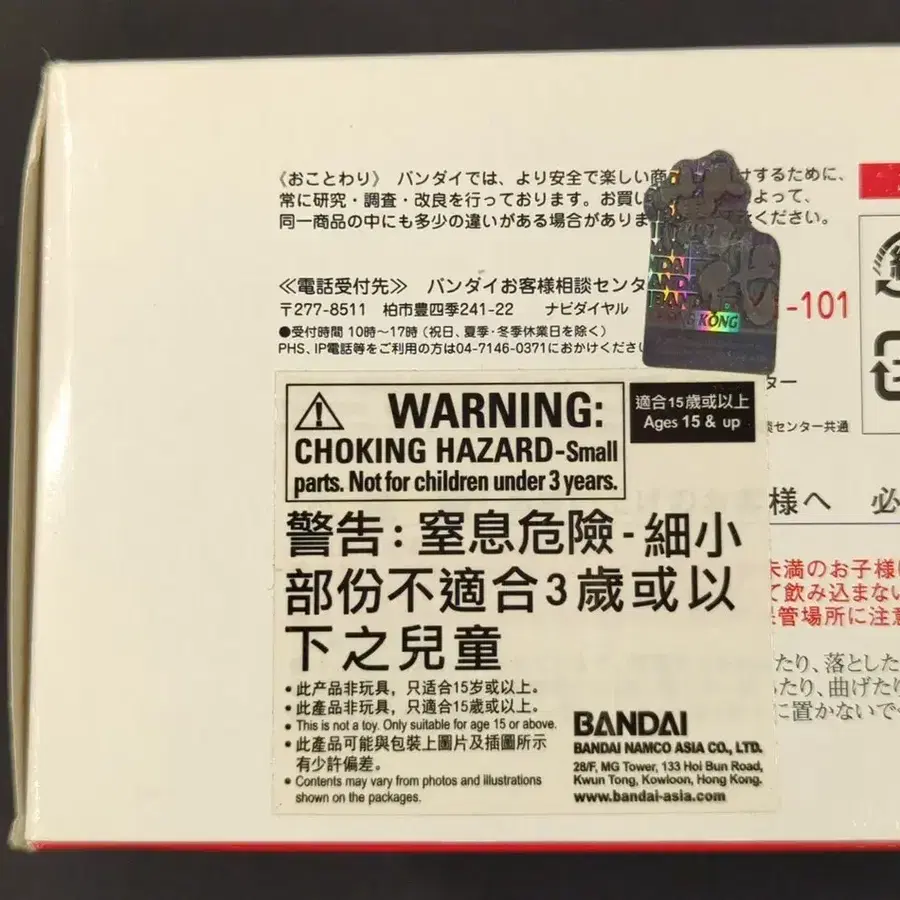 《おことわり》 バンダイでは、より安全で楽しい商 けするために、
常に研究・調査・改良を行っております。お買い よって、
同一商品の中にも多少の違いがある場合がありま ください。
≪電話受付先≫ バンダイお客様相談センタ
〒277-8511 柏市豊四季241-22 ナビダイヤル -101
●受付時間 10時〜17時 (祝日、夏季・冬季休業日を除く)
PHS、IP電話等をご利用の方は04-7146-0371におかけくださ
BANDAI
KONG
ター
センター共通
様へ 必
未満のお子様
て飲み込まない
管場所に注意
たり、落とした
たり、曲げたり
に置かないで
⚠ WARNING:
CHOKING HAZARD-Small
parts. Not for children under 3 years.
適合15歲或以上
Ages 15 & up
警告:窒息危險-細小
部份不適合3歲或以
下之兒童
• 此产品非玩具，只适合15岁或以上。
• 此產品非玩具，只適合15歲或以上。
• This is not a toy. Only suitable for age 15 or above.
• 此產品可能與包裝上圖片及插圖所示
有少許偏差。
• Contents may vary from photos and illustrations
shown on the packages.
BANDAI
BANDAI NAMCO ASIA CO., LTD.
28/F, MG Tower, 133 Hoi Bun Road,
Kwun Tong, Kowloon, Hong Kong.
www.bandai-asia.com